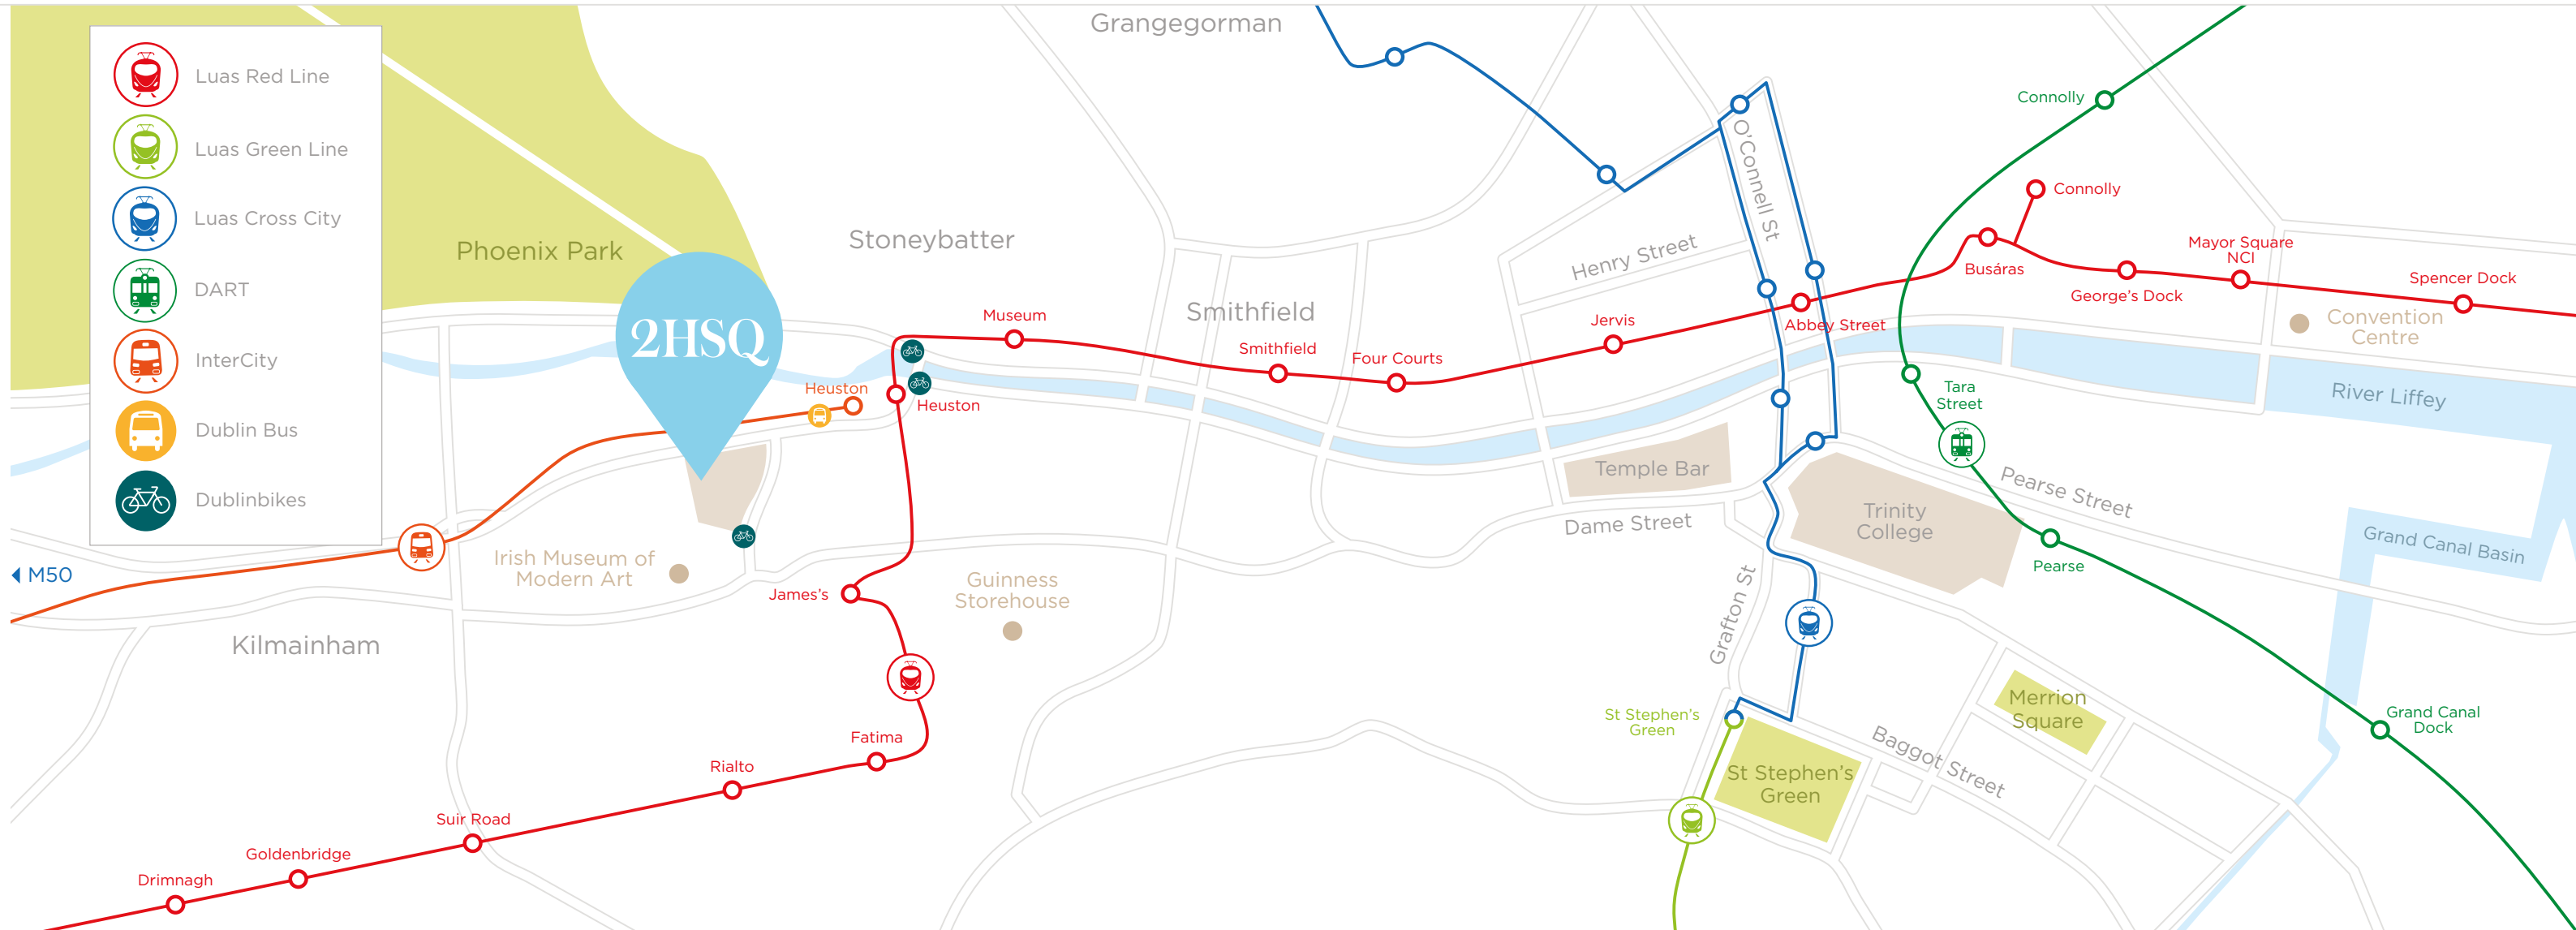 Luas Red Line
Luas Green Line
Luas Cross City
DART
InterCity
Dublin Bus
Dublinbikes
M50
Phoenix Park
2HSQ
Grangegorman
Stoneybatter
Smithfield
Kilmainham
Irish Museum of
Modern Art
Guinness
Storehouse
Heuston
Heuston
Museum
Smithfield
Four Courts
Jervis
Abbey Street
Busáras
Connolly
Connolly
George's Dock
Mayor Square
NCI
Spencer Dock
Convention
Centre
River Liffey
Henry Street
O'Connell St
Tara
Street
Pearse Street
Temple Bar
Dame Street
Trinity
College
Pearse
Grand Canal Basin
Grafton St
James's
Fatima
Rialto
Suir Road
Goldenbridge
Drimnagh
St Stephen's
Green
St Stephen's
Green
Merrion
Square
Baggot Street
Grand Canal
Dock